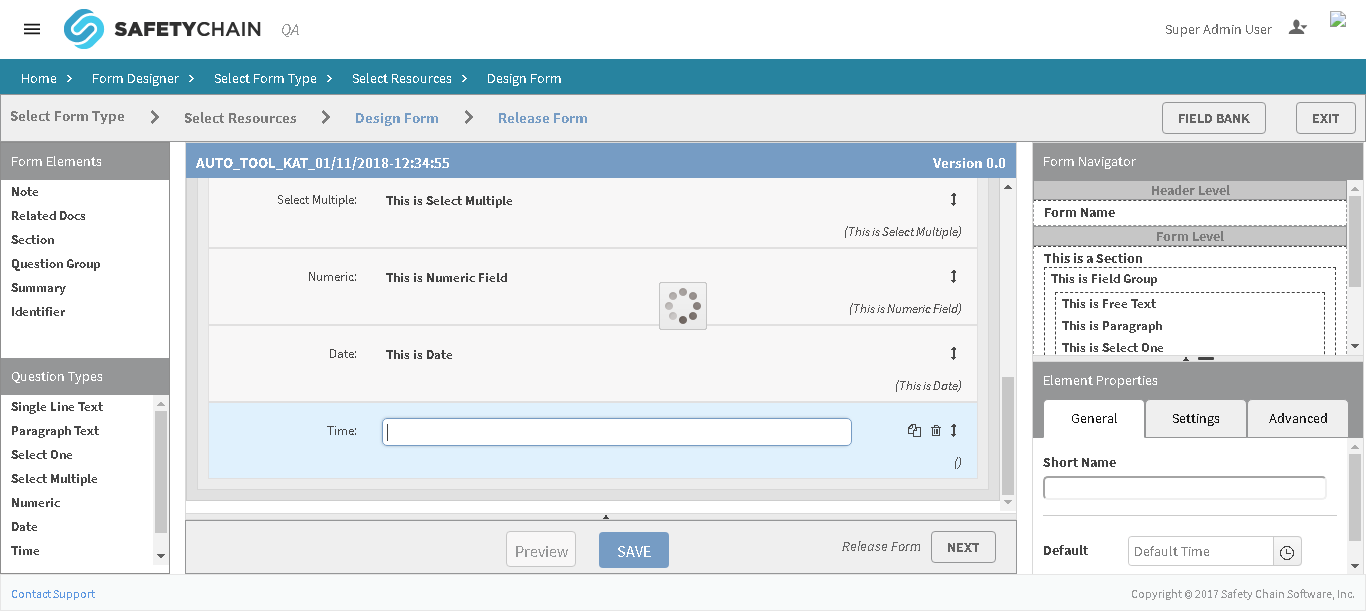 SAFETYCHAIN QA
Super Admin User
Home > Form Designer > Select Form Type > Select Resources > Design Form
Select Form Type > Select Resources > Design Form > Release Form
FIELD BANK
EXIT
Form Elements
Note
Related Docs
Section
Question Group
Summary
Identifier
Question Types
Single Line Text
Paragraph Text
Select One
Select Multiple
Numeric
Date
Time
AUTO_TOOL_KAT_01/11/2018-12:34:55
Version 0.0
Select Multiple: This is Select Multiple
(This is Select Multiple)
Numeric: This is Numeric Field
(This is Numeric Field)
Date: This is Date
(This is Date)
Time:
()
Preview
SAVE
Release Form
NEXT
Form Navigator
Header Level
Form Name
Form Level
This is a Section
This is Field Group
This is Free Text
This is Paragraph
This is Select One
Element Properties
General
Settings
Advanced
Short Name
Default
Default Time
Contact Support
Copyright © 2017 Safety Chain Software, Inc.